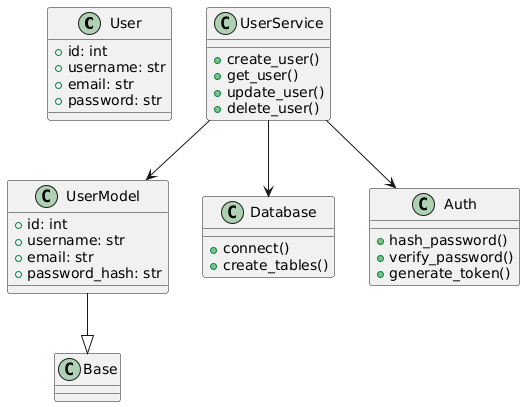 C User
id: int
username: str
email: str
password: str
C UserService
create_user()
get_user()
update_user()
delete_user()
C UserModel
id: int
username: str
email: str
password_hash: str
C Database
connect()
create_tables()
C Auth
hash_password()
verify_password()
generate_token()
C Base